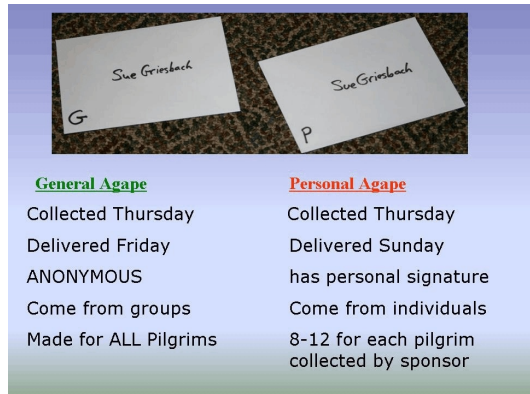 Sue Griesbach
G
Sue Griesbach
P
General Agape
Collected Thursday
Delivered Friday
ANONYMOUS
Come from groups
Made for ALL Pilgrims
Personal Agape
Collected Thursday
Delivered Sunday
has personal signature
Come from individuals
8-12 for each pilgrim
collected by sponsor